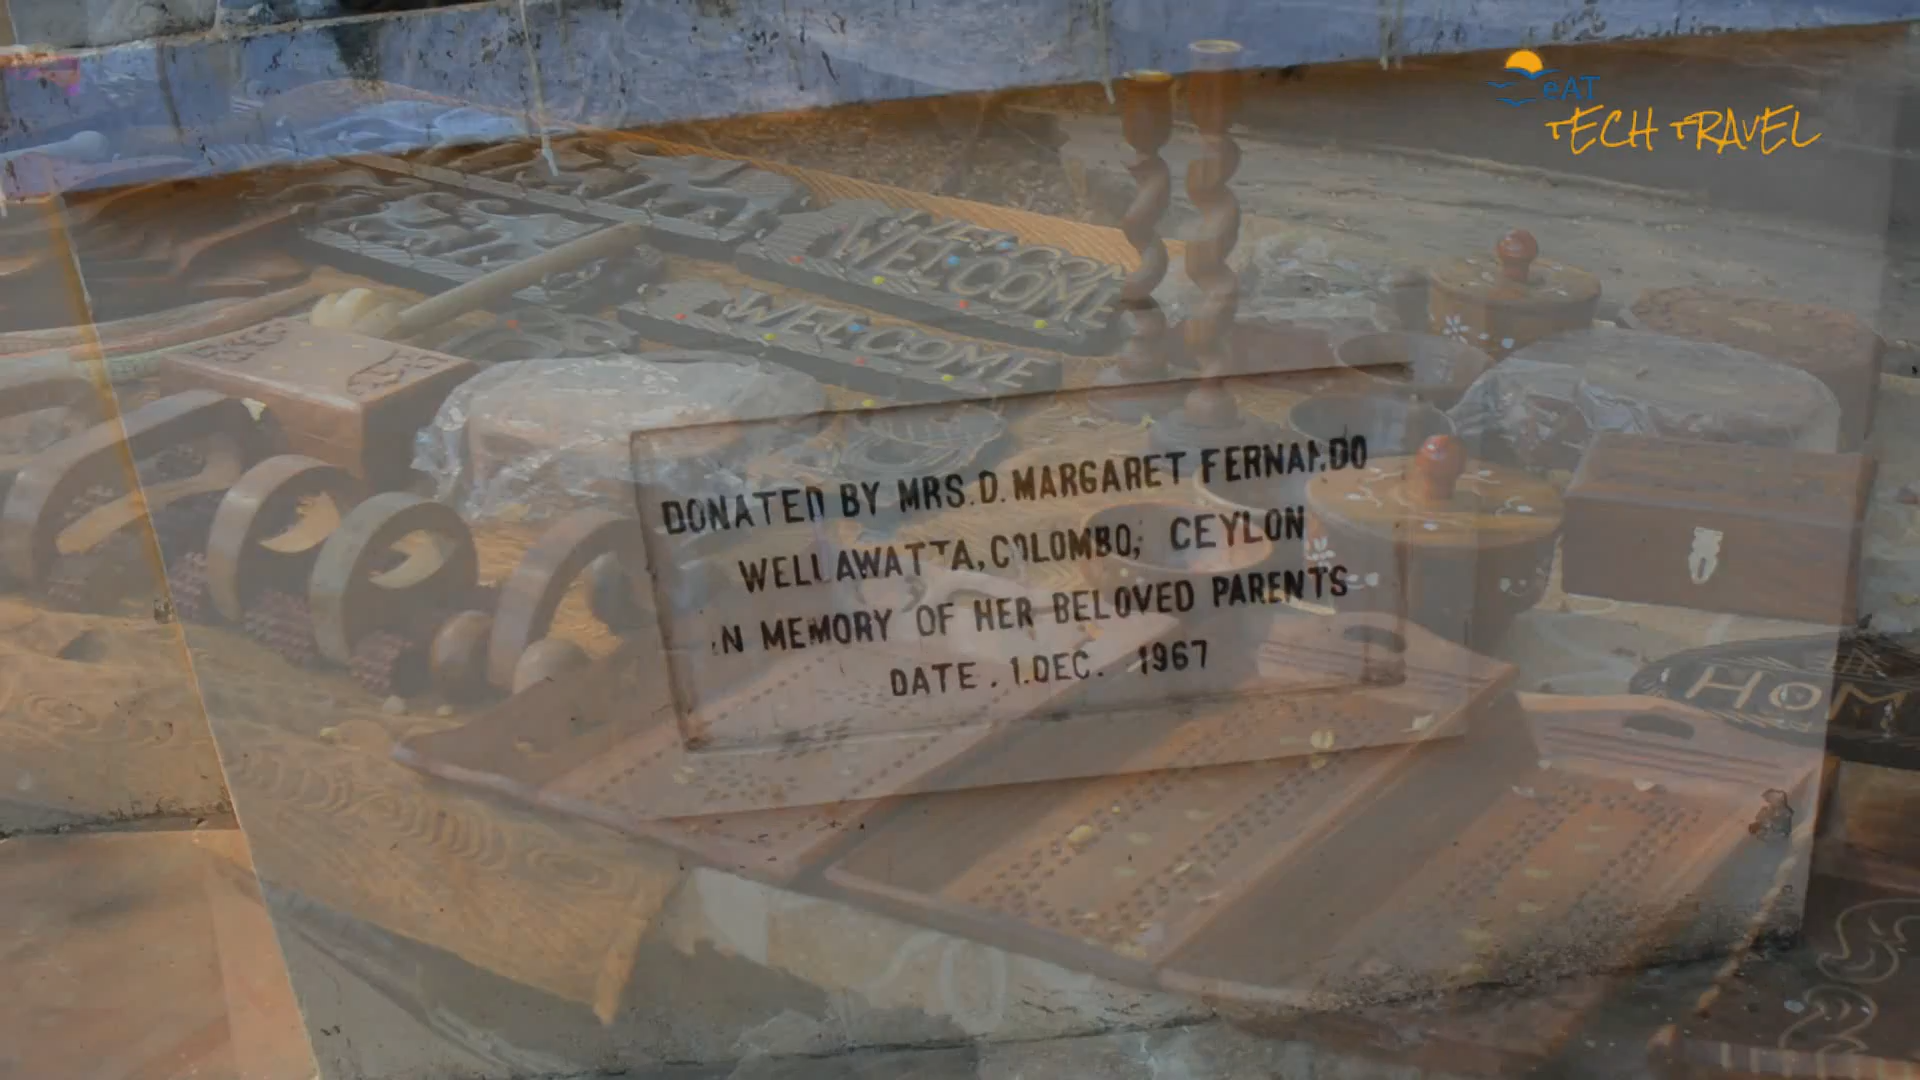 eAT
TECH TRAVEL
WELCOME
WELCOME
WELCOME
DONATED BY MRS. D. MARGARET FERNANDO
WELLAWATTA, COLOMBO, CEYLON
IN MEMORY OF HER BELOVED PARENTS
DATE . 1.DEC. 1967
HOM